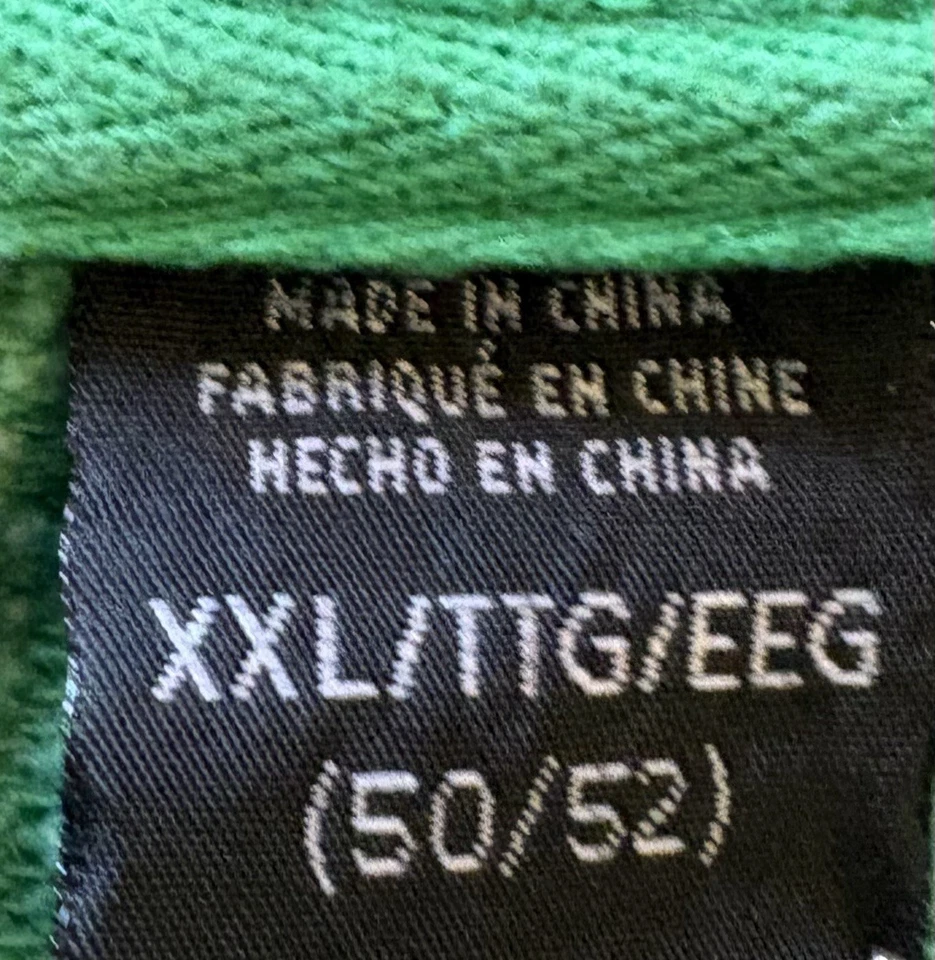 MADE IN CHINA
FABRIQUÉ EN CHINE
HECHO EN CHINA
XXL/TTG/EEG
(50/52)